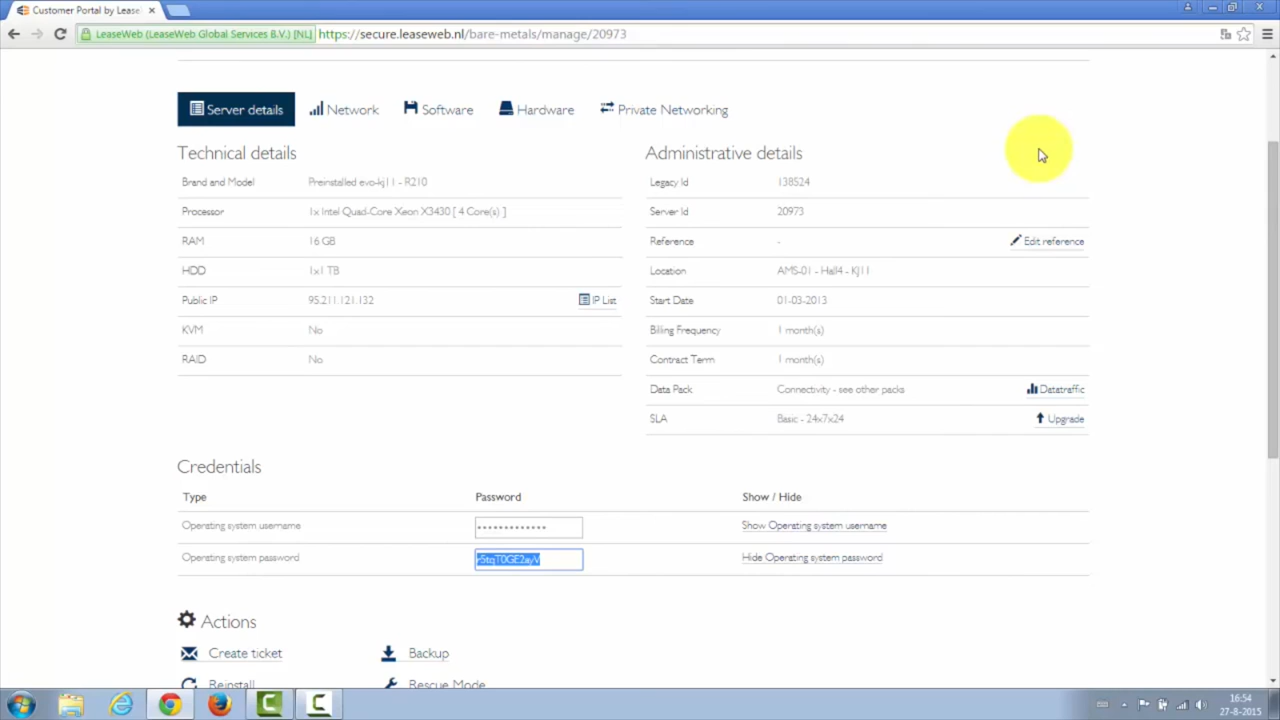 Customer Portal by Lease
LeaseWeb (LeaseWeb Global Services B.V.) [NL] https://secure.leaseweb.nl/bare-metals/manage/20973
Server details Network Software Hardware Private Networking
Technical details
Brand and Model Preinstalled evo-kj11 - R210
Processor 1x Intel Quad-Core Xeon X3430 [ 4 Core(s) ]
RAM 16 GB
HDD 1x1 TB
Public IP 95.211.121.132 IP List
KVM No
RAID No
Administrative details
Legacy Id 138524
Server Id 20973
Reference - Edit reference
Location AMS-01 - Hall4 - KJ11
Start Date 01-03-2013
Billing Frequency 1 month(s)
Contract Term 1 month(s)
Data Pack Connectivity - see other packs Datatraffic
SLA Basic - 24x7x24 Upgrade
Credentials
Type Password Show / Hide
Operating system username ••••••••••••• Show Operating system username
Operating system password Hide Operating system password
Actions
Create ticket Backup
Reinstall Rescue Mode
16:54
27-8-2015